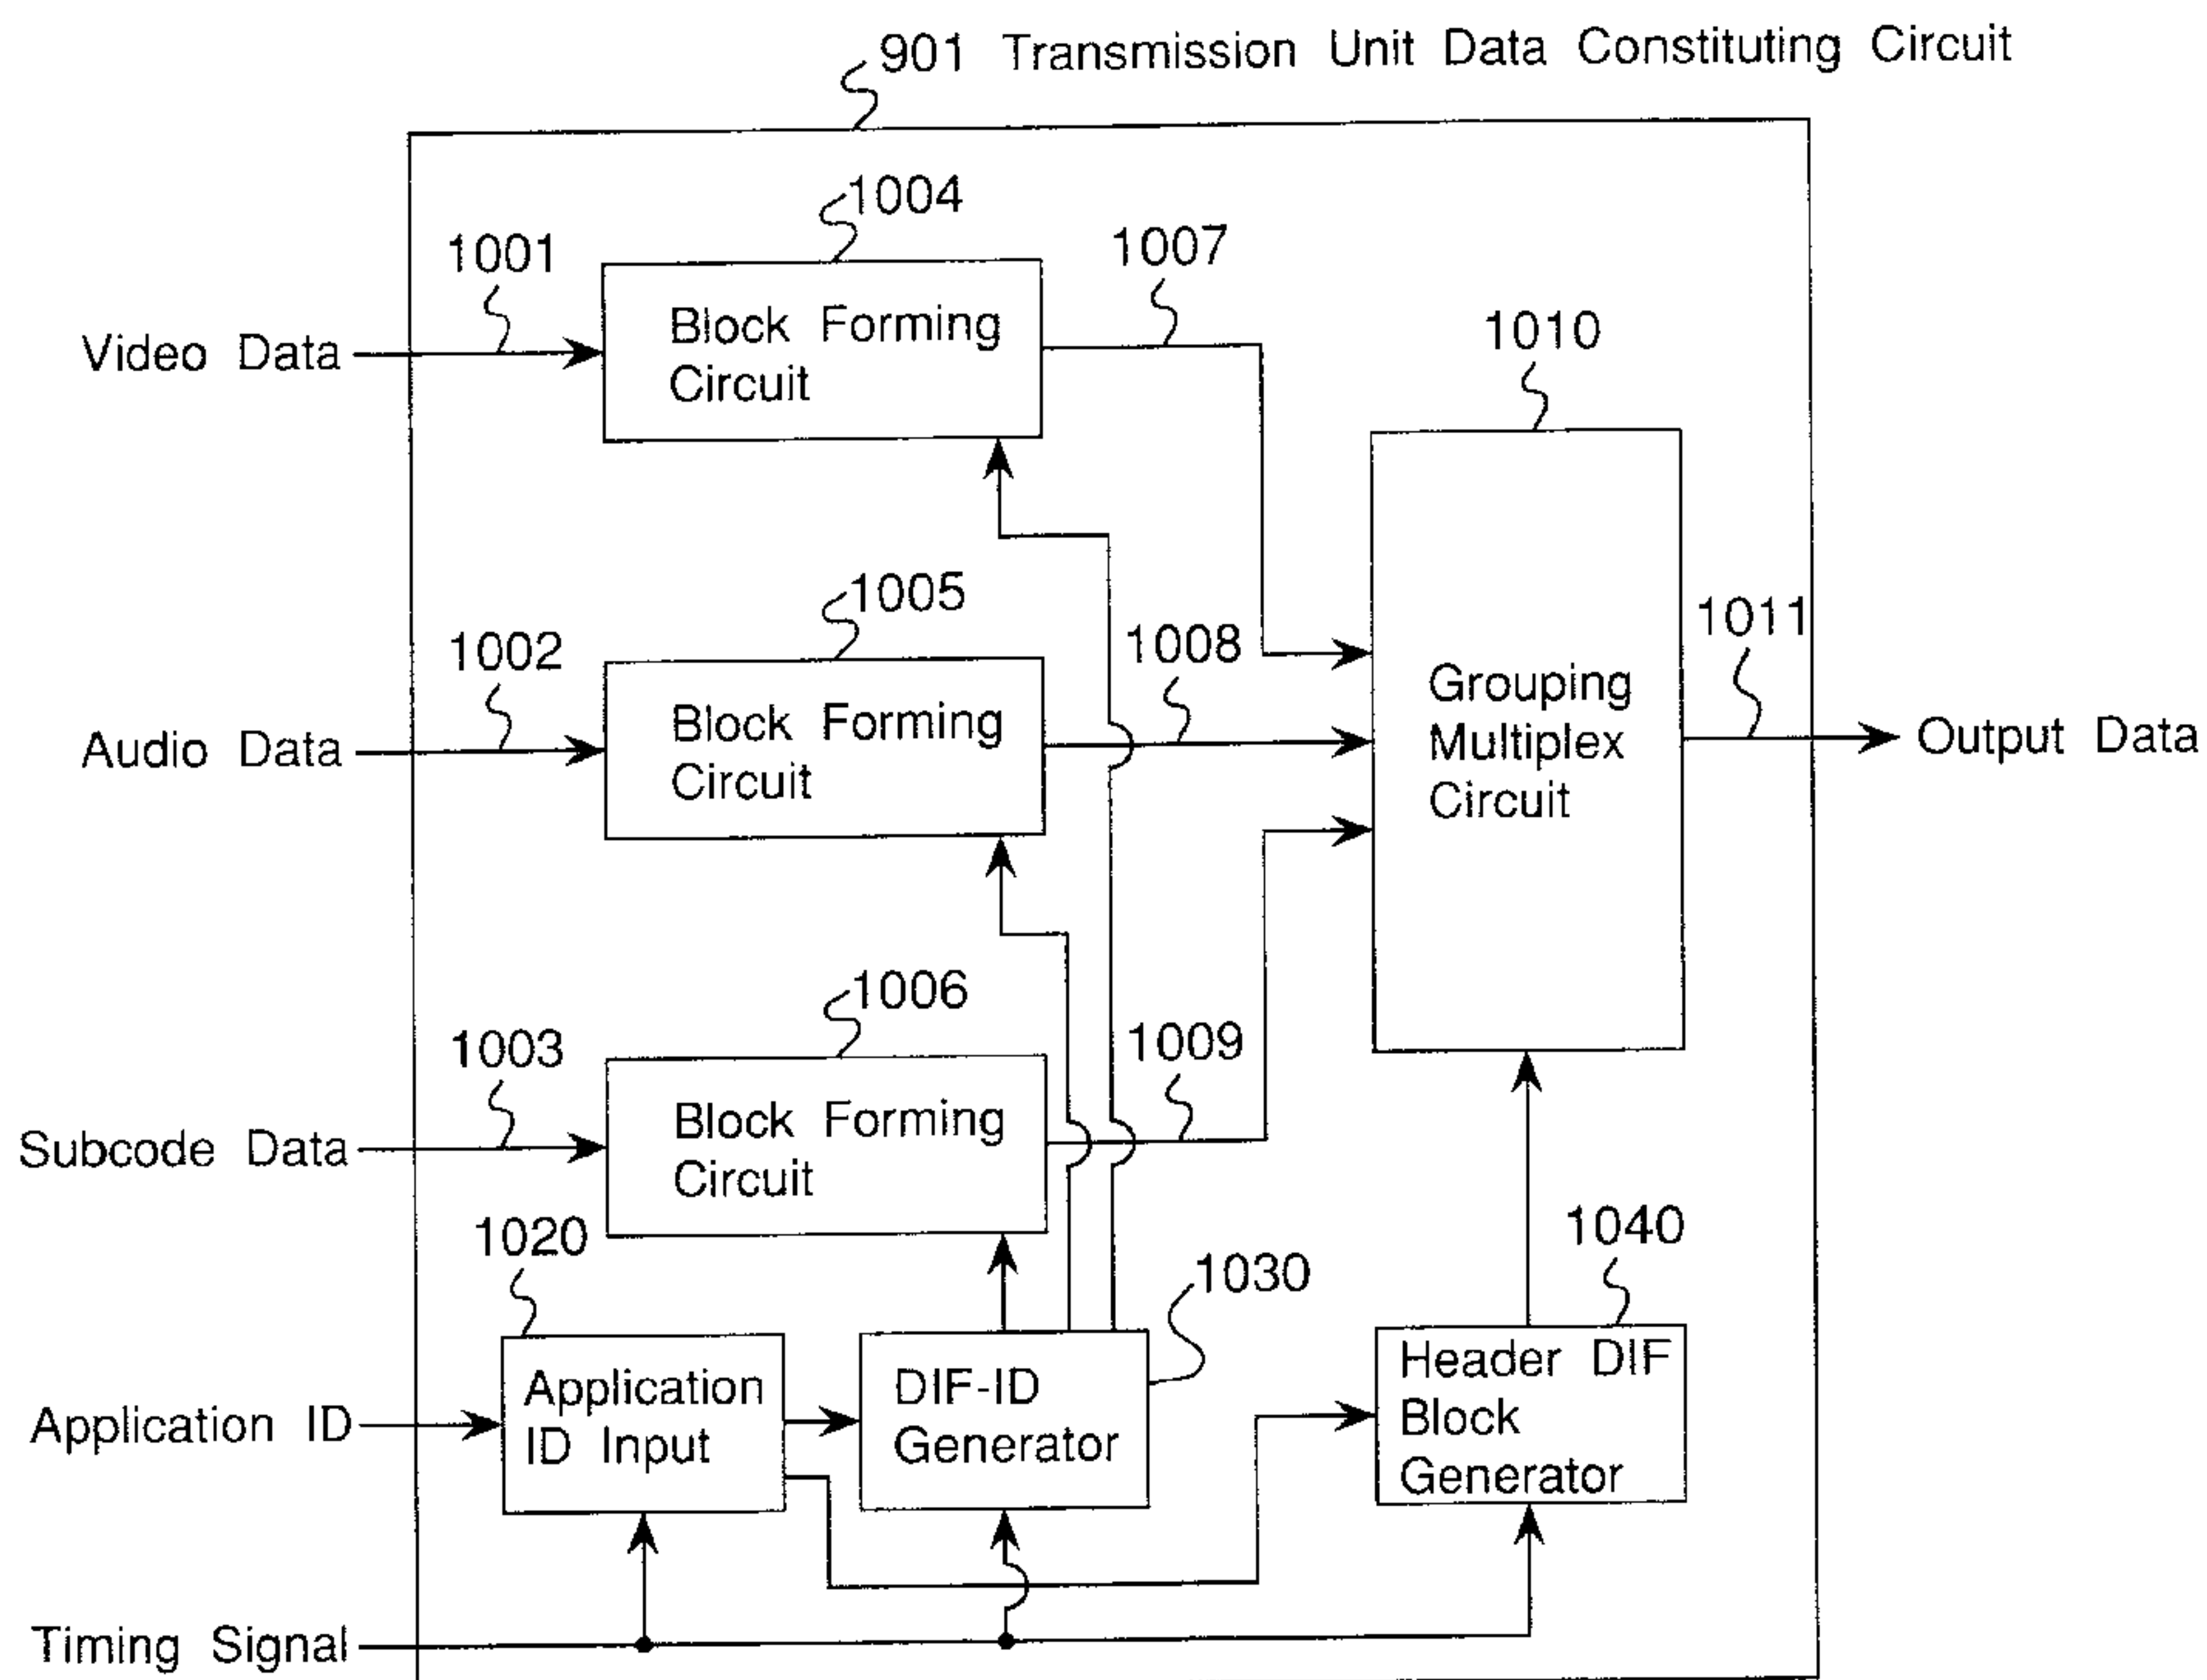 901 Transmission Unit Data Constituting Circuit
1004
1001
1007
Video Data
Block Forming
Circuit
1010
1005
1002
1008
1011
Audio Data
Block Forming
Circuit
Grouping
Multiplex
Circuit
Output Data
1006
1003
1009
Subcode Data
Block Forming
Circuit
1020
1030
1040
Application ID
Application
ID Input
DIF-ID
Generator
Header DIF
Block
Generator
Timing Signal